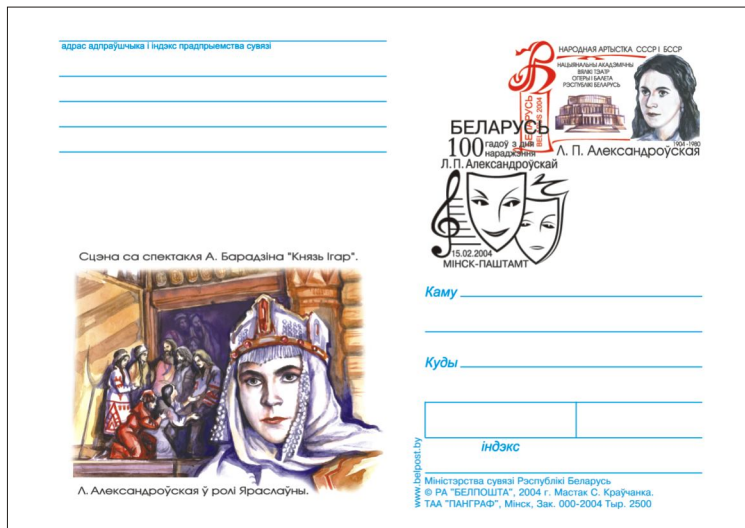 адрас адпраўшчыка і індэкс прадпрыемства сувязі
НАРОДНАЯ АРТЫСТКА СССР І БССР
НАЦЫЯНАЛЬНЫ АКАДЭМІЧНЫ
ВЯЛІКІ ТЭАТР
ОПЕРЫ І БАЛЕТА
РЭСПУБЛІКІ БЕЛАРУСЬ
БЕЛАРУСЬ
BELPOST 2004
1904 - 1980
Л. П. Александроўская
БЕЛАРУСЬ
100 гадоў з дня
нараджэння
Л. П. Александроўскай
15.02.2004
МІНСК-ПАШТАМТ
Сцэна са спектакля А. Барадзіна "Князь Ігар".
Л. Александроўская ў ролі Яраслаўны.
Каму
Куды
індэкс
www.belpost.by
Міністэрства сувязі Рэспублікі Беларусь
© РА "БЕЛПОШТА", 2004 г. Мастак С. Краўчанка.
ТАА "ПАНГРАФ", Мінск, Зак. 000-2004 Тыр. 2500